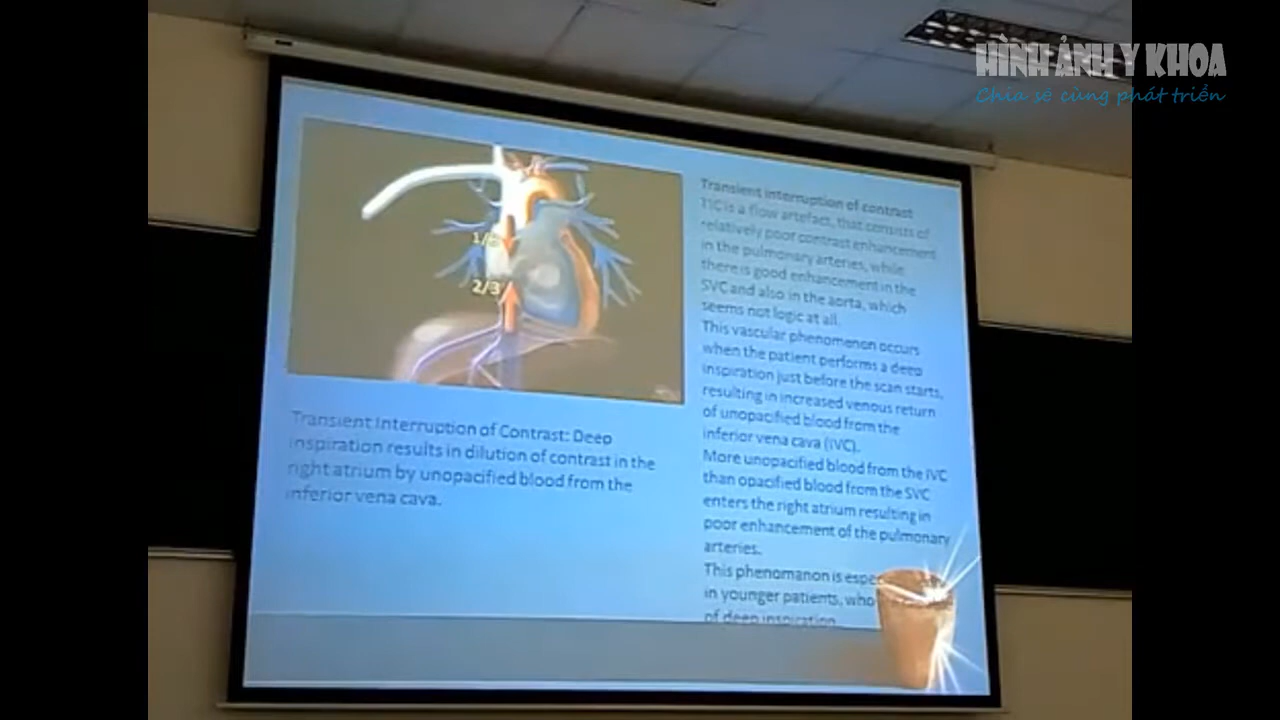 HÌNH ẢNH Y KHOA
Chia sẻ cùng phát triển
1/3
2/3
Transient Interruption of Contrast: Deep
inspiration results in dilution of contrast in the
right atrium by unopacified blood from the
inferior vena cava.
Transient interruption of contrast
TIC is a flow artefact, that consists of
relatively poor contrast enhancement
in the pulmonary arteries, while
there is good enhancement in the
SVC and also in the aorta, which
seems not logic at all.
This vascular phenomenon occurs
when the patient performs a deep
inspiration just before the scan starts,
resulting in increased venous return
of unopacified blood from the
inferior vena cava (IVC).
More unopacified blood from the IVC
than opacified blood from the SVC
enters the right atrium resulting in
poor enhancement of the pulmonary
arteries.
This phenomanon is espe
in younger patients, who
of deep inspiration